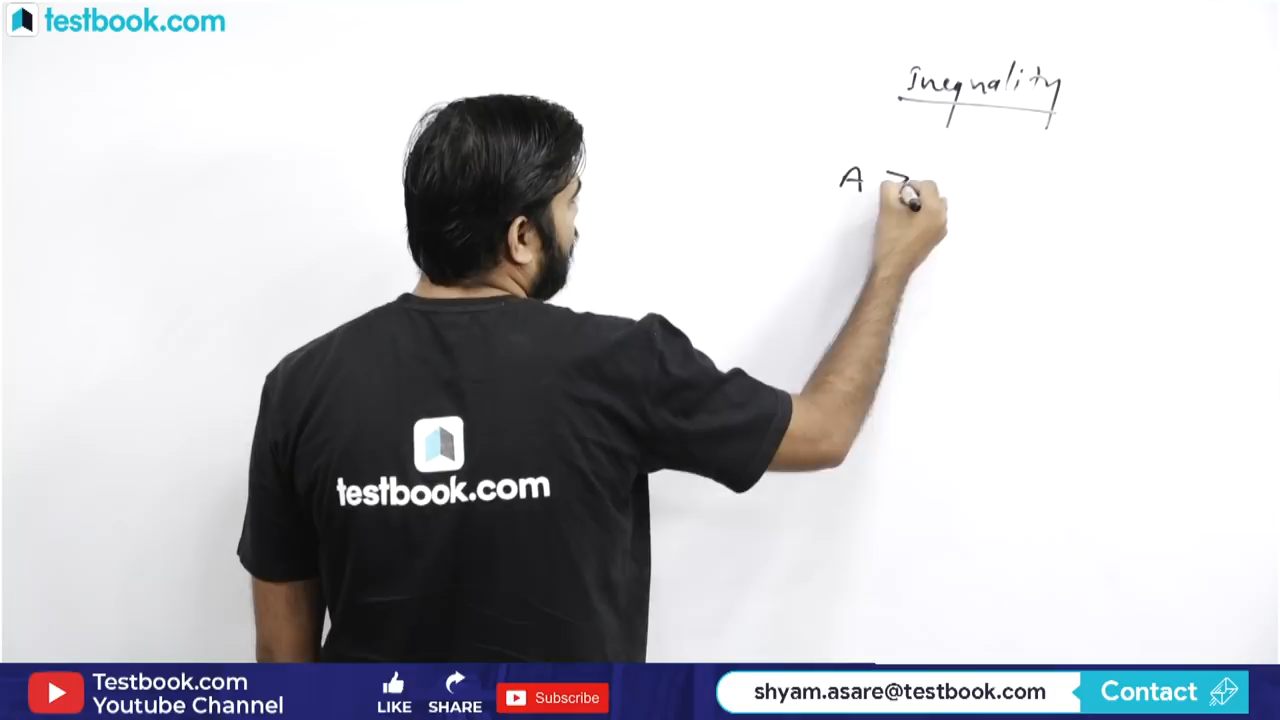 testbook.com
Inequality
A >
testbook.com
Testbook.com
Youtube Channel
LIKE
SHARE
Subscribe
shyam.asare@testbook.com
Contact